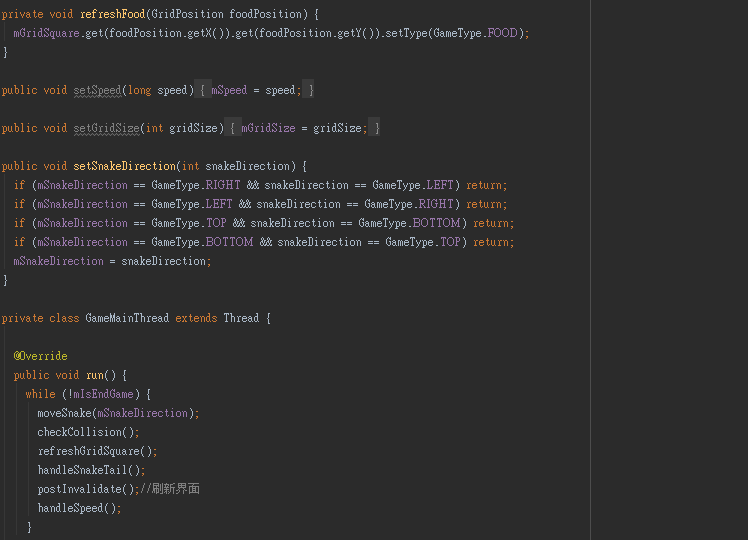 private void refreshFood(GridPosition foodPosition) {
mGridSquare.get(foodPosition.getX()).get(foodPosition.getY()).setType(GameType.FOOD);
}
public void setSpeed(long speed) { mSpeed = speed; }
public void setGridSize(int gridSize) { mGridSize = gridSize; }
public void setSnakeDirection(int snakeDirection) {
if (mSnakeDirection == GameType.RIGHT && snakeDirection == GameType.LEFT) return;
if (mSnakeDirection == GameType.LEFT && snakeDirection == GameType.RIGHT) return;
if (mSnakeDirection == GameType.TOP && snakeDirection == GameType.BOTTOM) return;
if (mSnakeDirection == GameType.BOTTOM && snakeDirection == GameType.TOP) return;
mSnakeDirection = snakeDirection;
}
private class GameMainThread extends Thread {
@Override
public void run() {
while (!mIsEndGame) {
moveSnake(mSnakeDirection);
checkCollision();
refreshGridSquare();
handleSnakeTail();
postInvalidate();//刷新界面
handleSpeed();
}